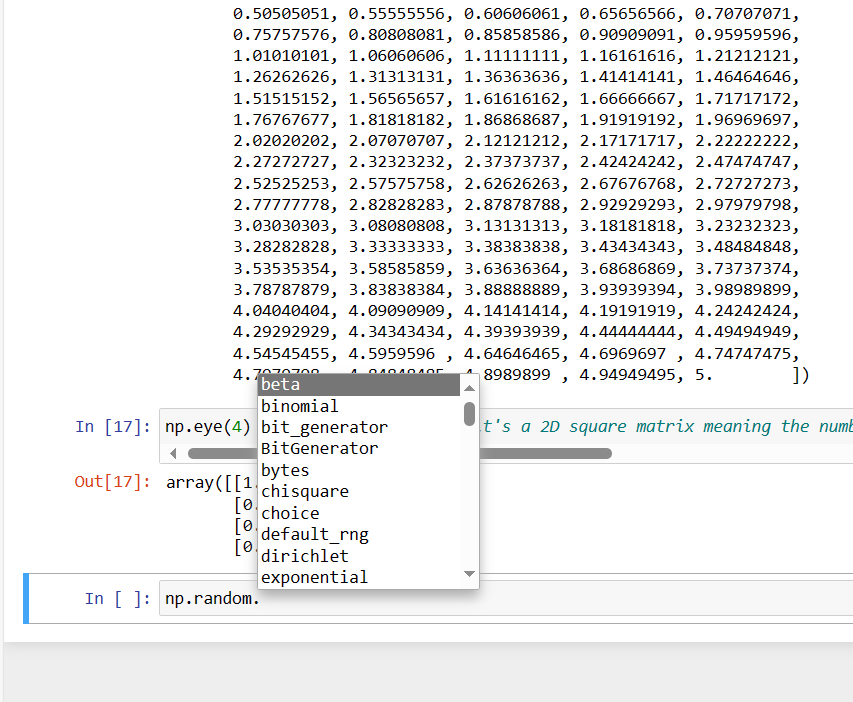 0.50505051, 0.55555556, 0.60606061, 0.65656566, 0.70707071,
0.75757576, 0.80808081, 0.85858586, 0.90909091, 0.95959596,
1.01010101, 1.06060606, 1.11111111, 1.16161616, 1.21212121,
1.26262626, 1.31313131, 1.36363636, 1.41414141, 1.46464646,
1.51515152, 1.56565657, 1.61616162, 1.66666667, 1.71717172,
1.76767677, 1.81818182, 1.86868687, 1.91919192, 1.96969697,
2.02020202, 2.07070707, 2.12121212, 2.17171717, 2.22222222,
2.27272727, 2.32323232, 2.37373737, 2.42424242, 2.47474747,
2.52525253, 2.57575758, 2.62626263, 2.67676768, 2.72727273,
2.77777778, 2.82828283, 2.87878788, 2.92929293, 2.97979798,
3.03030303, 3.08080808, 3.13131313, 3.18181818, 3.23232323,
3.28282828, 3.33333333, 3.38383838, 3.43434343, 3.48484848,
3.53535354, 3.58585859, 3.63636364, 3.68686869, 3.73737374,
3.78787879, 3.83838384, 3.88888889, 3.93939394, 3.98989899,
4.04040404, 4.09090909, 4.14141414, 4.19191919, 4.24242424,
4.29292929, 4.34343434, 4.39393939, 4.44444444, 4.49494949,
4.54545455, 4.5959596 , 4.64646465, 4.6969697 , 4.74747475,
.8989899 , 4.94949495, 5. ])
In [17]: np.eye(4) t's a 2D square matrix meaning the numb
Out[17]: array([[1.
[0.
[0.
[0.
beta
binomial
bit_generator
BitGenerator
bytes
chisquare
choice
default_rng
dirichlet
exponential
In [ ]: np.random.